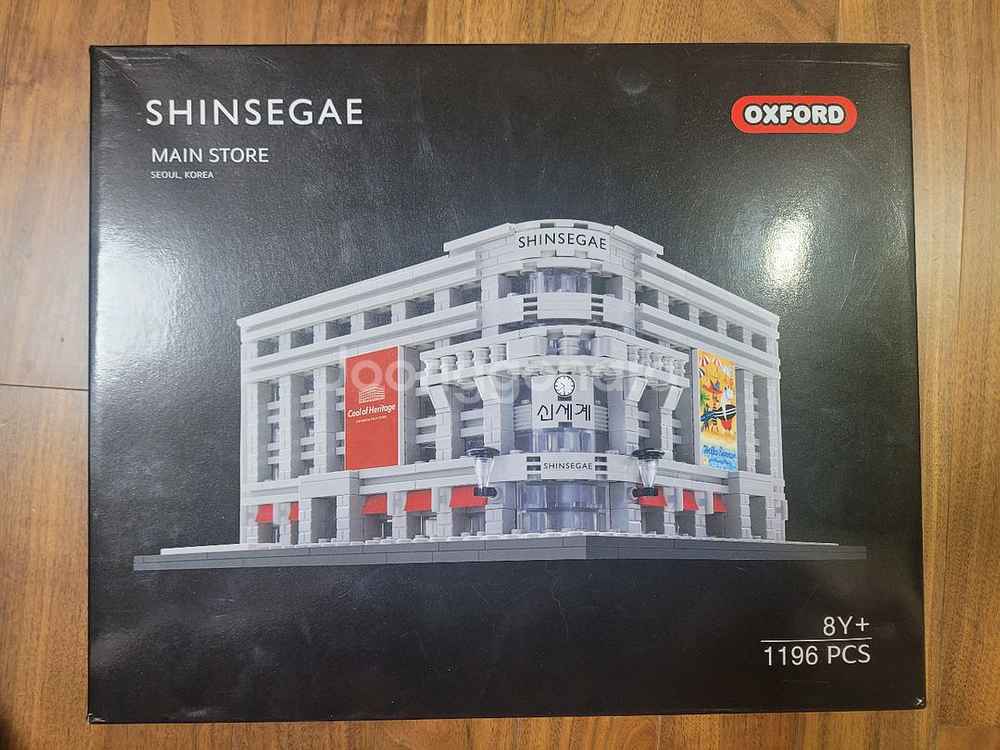 SHINSEGAE
OXFORD
MAIN STORE
SEOUL, KOREA
SHINSEGAE
Cool of Heritage
신세계
SHINSEGAE
8Y+
1196 PCS